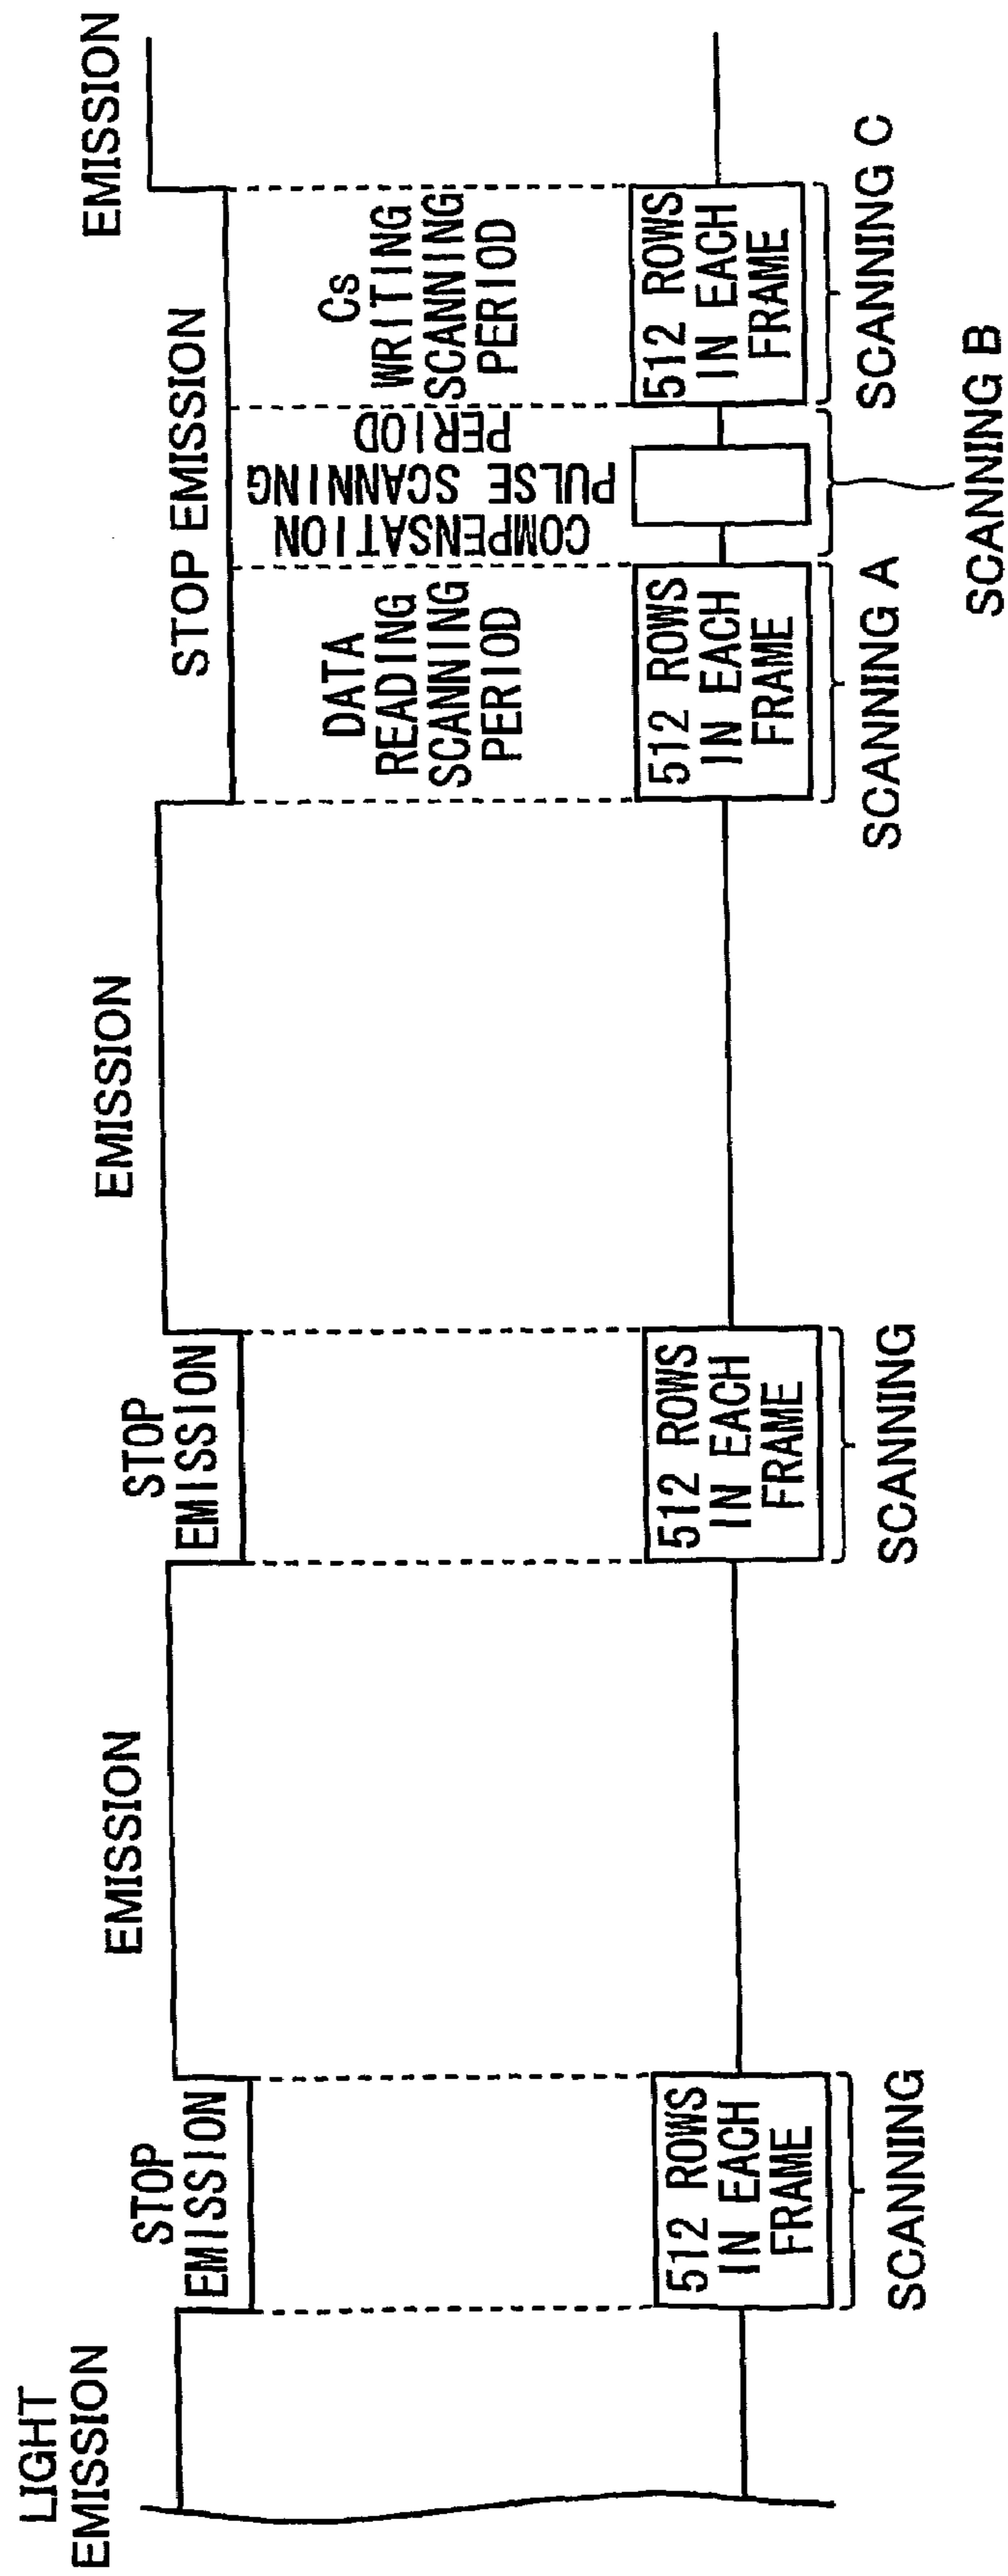 LIGHT
EMISSION
STOP
EMISSION
512 ROWS
IN EACH
FRAME
SCANNING
EMISSION
STOP
EMISSION
512 ROWS
IN EACH
FRAME
SCANNING
EMISSION
STOP EMISSION
DATA
READING
SCANNING
PERIOD
512 ROWS
IN EACH
FRAME
SCANNING A
COMPENSATION
PULSE SCANNING
PERIOD
SCANNING B
Cs
WRITING
SCANNING
PERIOD
512 ROWS
IN EACH
FRAME
SCANNING C
EMISSION